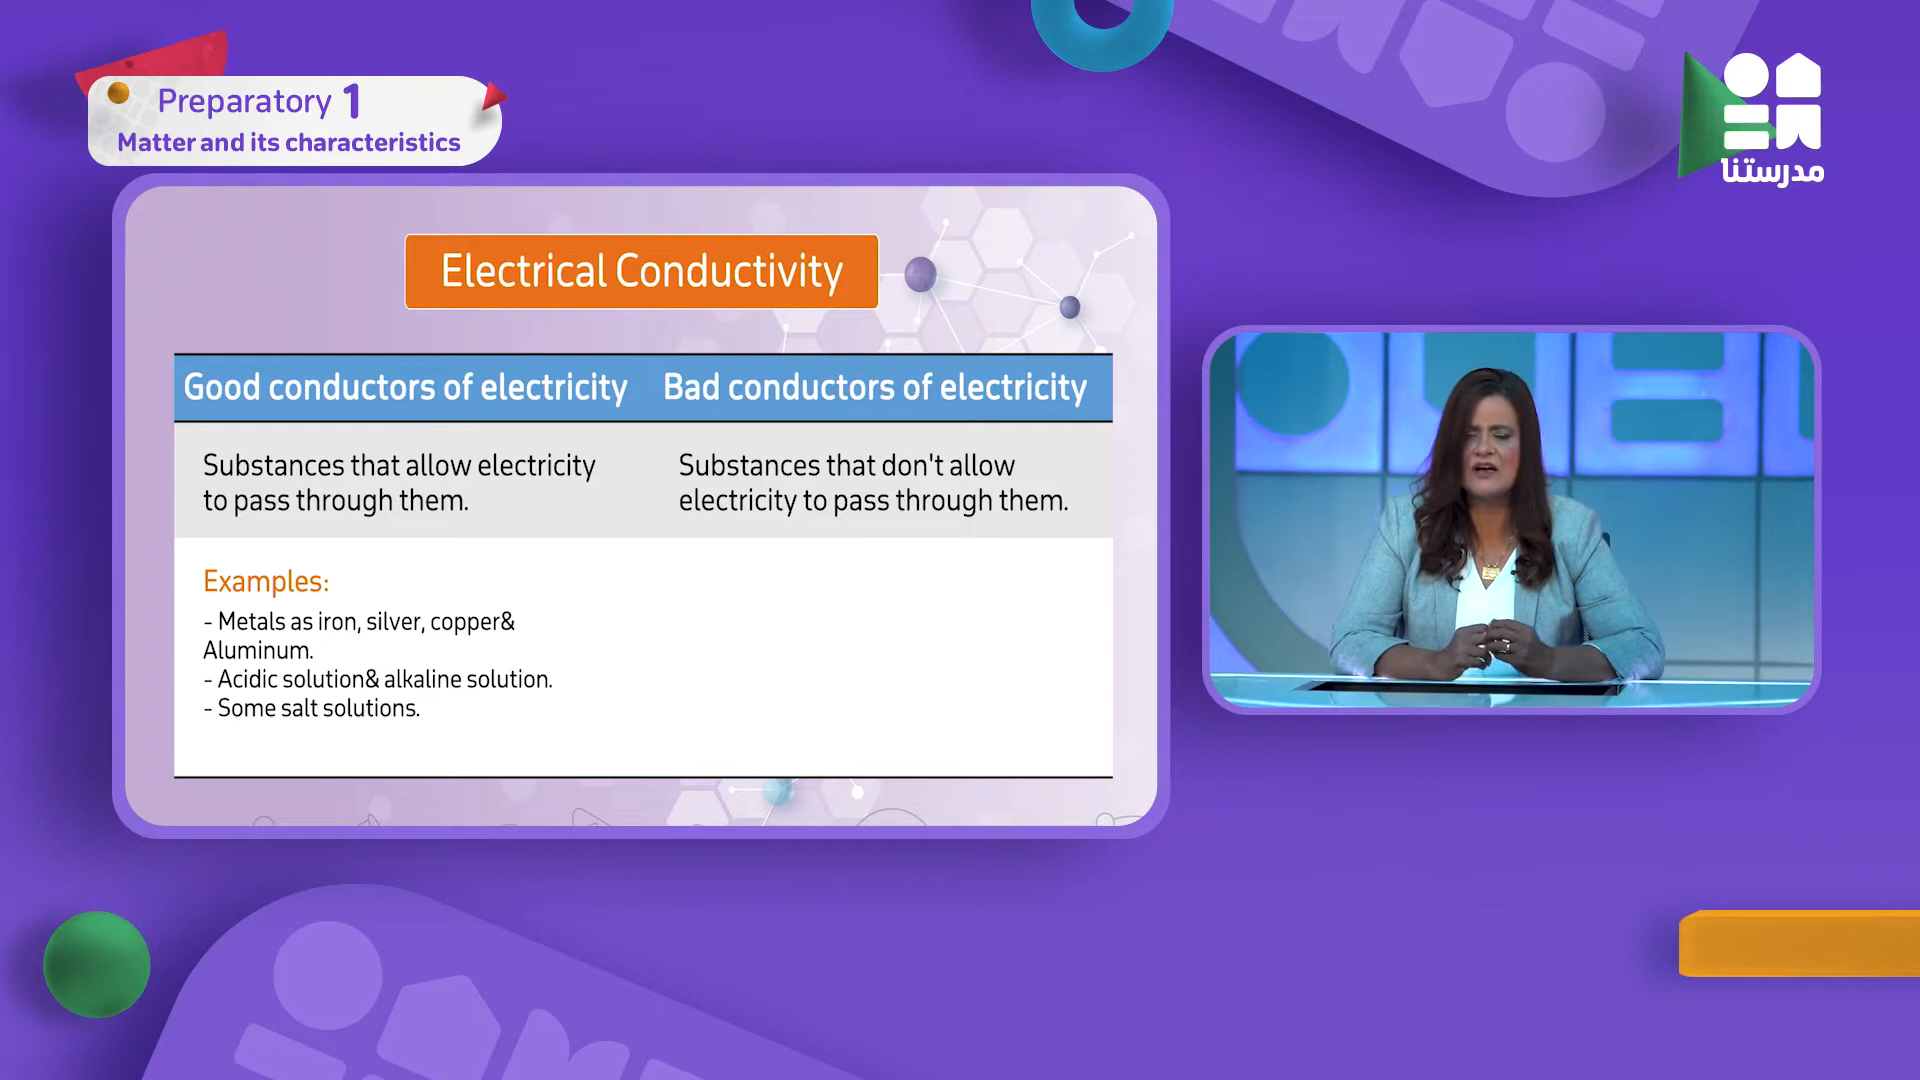 Preparatory 1
Matter and its characteristics
مدرستنا
Electrical Conductivity
Good conductors of electricity
Bad conductors of electricity
Substances that allow electricity
to pass through them.
Substances that don't allow
electricity to pass through them.
Examples:
- Metals as iron, silver, copper&
Aluminum.
- Acidic solution& alkaline solution.
- Some salt solutions.